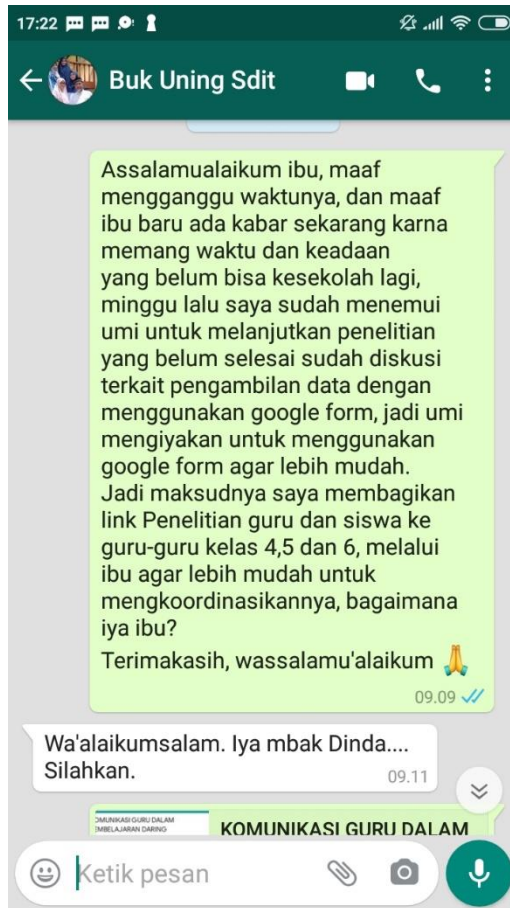 17:22
Buk Uning Sdit
Assalamualaikum ibu, maaf
mengganggu waktunya, dan maaf
ibu baru ada kabar sekarang karna
memang waktu dan keadaan
yang belum bisa kesekolah lagi,
minggu lalu saya sudah menemui
umi untuk melanjutkan penelitian
yang belum selesai sudah diskusi
terkait pengambilan data dengan
menggunakan google form, jadi umi
mengiyakan untuk menggunakan
google form agar lebih mudah.
Jadi maksudnya saya membagikan
link Penelitian guru dan siswa ke
guru-guru kelas 4,5 dan 6, melalui
ibu agar lebih mudah untuk
mengkoordinasikannya, bagaimana
iya ibu?
Terimakasih, wassalamu'alaikum 🙏
09.09
Wa'alaikumsalam. Iya mbak Dinda....
Silahkan.
09.11
KOMUNIKASI GURU DALAM
Ketik pesan